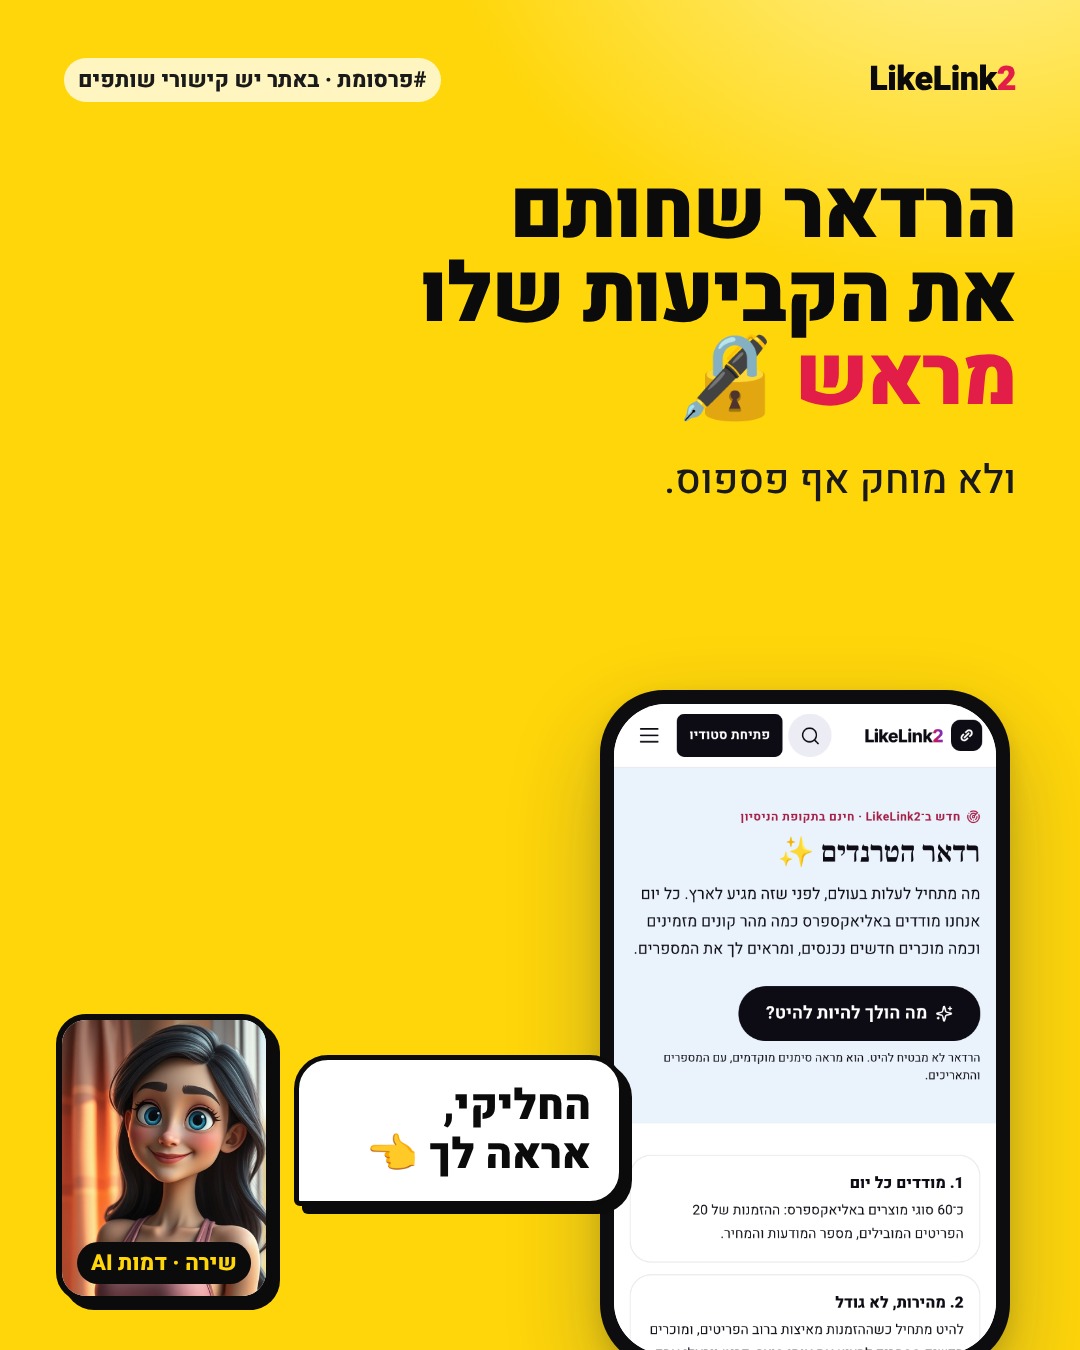 LikeLink2
#פרסומת · באתר יש קישורי שותפים
הרדאר שחותם
את הקביעות שלו
מראש 🔏
ולא מוחק אף פספוס.
LikeLink2
פתיחת סטודיו
חדש ב־LikeLink2 · חינם בתקופת הניסיון
רדאר הטרנדים ✨
מה מתחיל לעלות בעולם, לפני שזה מגיע לארץ. כל יום
אנחנו מודדים באליאקספרס כמה מהר קונים מזמינים
וכמה מוכרים חדשים נכנסים, ומראים לך את המספרים.
מה הולך להיות להיט?
הרדאר לא מבטיח להיט. הוא מראה סימנים מוקדמים, עם המספרים
והתאריכים.
1. מודדים כל יום
כ־60 סוגי מוצרים באליאקספרס: ההזמנות של 20
הפריטים המובילים, מספר המודעות והמחיר.
2. מהירות, לא גודל
להיט מתחיל כשההזמנות מאיצות ברוב הפריטים, ומוכרים
החליקי,
אראה לך 👈
שירה · דמות AI